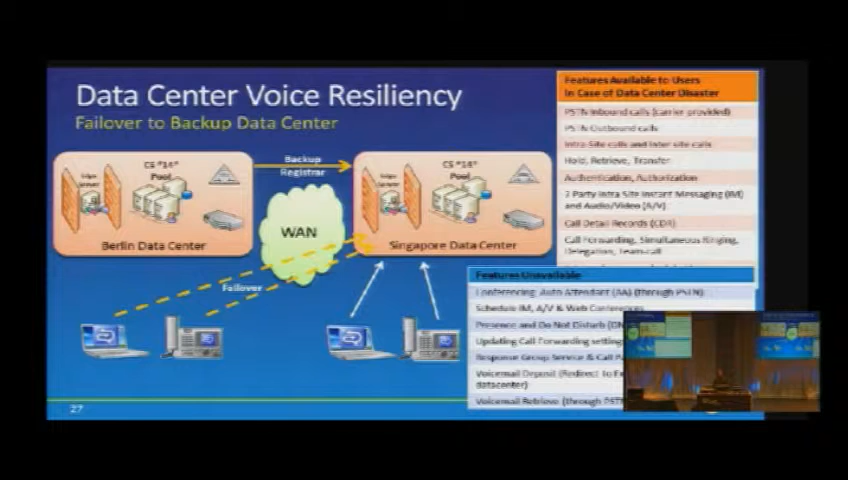 Data Center Voice Resiliency
Failover to Backup Data Center
Features Available to Users
In Case of Data Center Disaster
PSTN Inbound calls (carrier provided)
PSTN Outbound calls
Intra-Site calls and Inter site calls
Hold, Retrieve, Transfer
Authentication, Authorization
2 Party Intra Site Instant Messaging (IM)
and Audio/Video (A/V)
Call Detail Records (CDR)
Call Forwarding, Simultaneous Ringing,
Delegation, Team-call
Backup
Registrar
Edge
Server
CS "14"
Pool
Berlin Data Center
WAN
Edge
Server
CS "14"
Pool
Singapore Data Center
Failover
Features Unavailable
Conferencing Auto Attendant (AA) (through PSTN)
Schedule IM, A/V & Web Conferences
Presence and Do Not Disturb
Updating Call Forwarding settings
Response Group Service & Call
Voicemail Deposit (Redirect to
datacenter)
Voicemail Retrieve (through PSTN
27